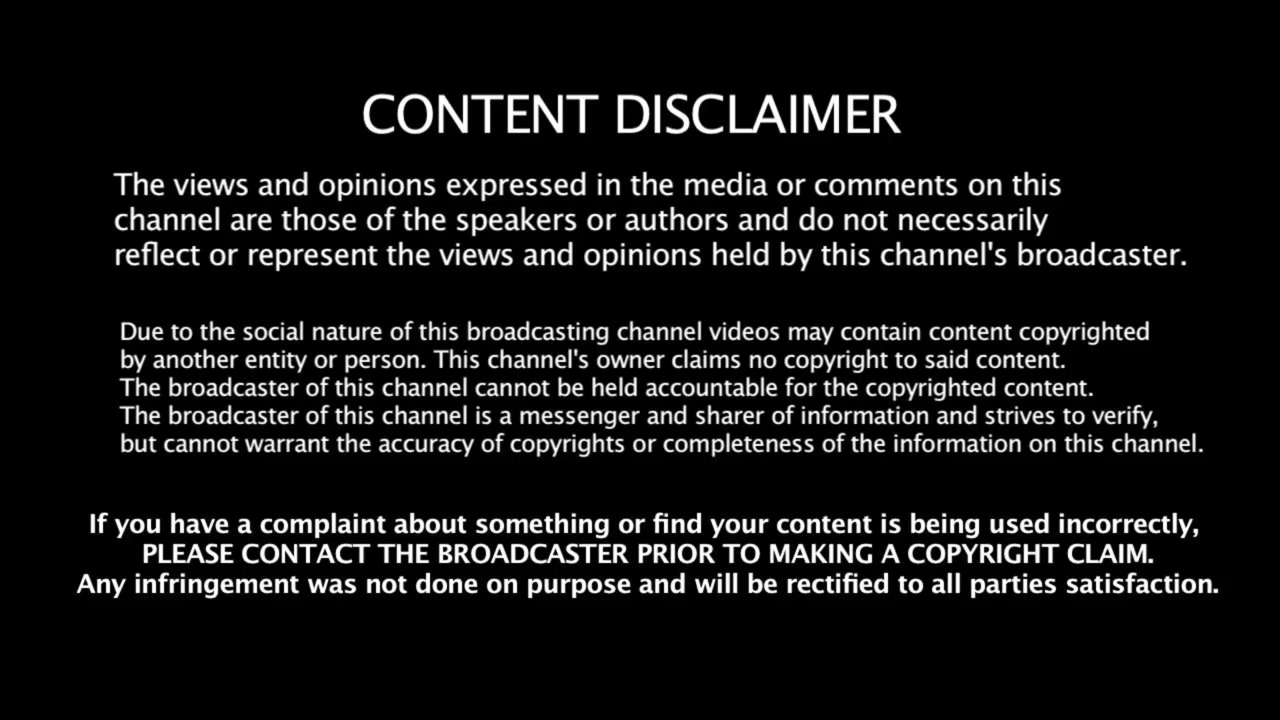 CONTENT DISCLAIMER
The views and opinions expressed in the media or comments on this
channel are those of the speakers or authors and do not necessarily
reflect or represent the views and opinions held by this channel's broadcaster.
Due to the social nature of this broadcasting channel videos may contain content copyrighted
by another entity or person. This channel's owner claims no copyright to said content.
The broadcaster of this channel cannot be held accountable for the copyrighted content.
The broadcaster of this channel is a messenger and sharer of information and strives to verify,
but cannot warrant the accuracy of copyrights or completeness of the information on this channel.
If you have a complaint about something or find your content is being used incorrectly,
PLEASE CONTACT THE BROADCASTER PRIOR TO MAKING A COPYRIGHT CLAIM.
Any infringement was not done on purpose and will be rectified to all parties satisfaction.